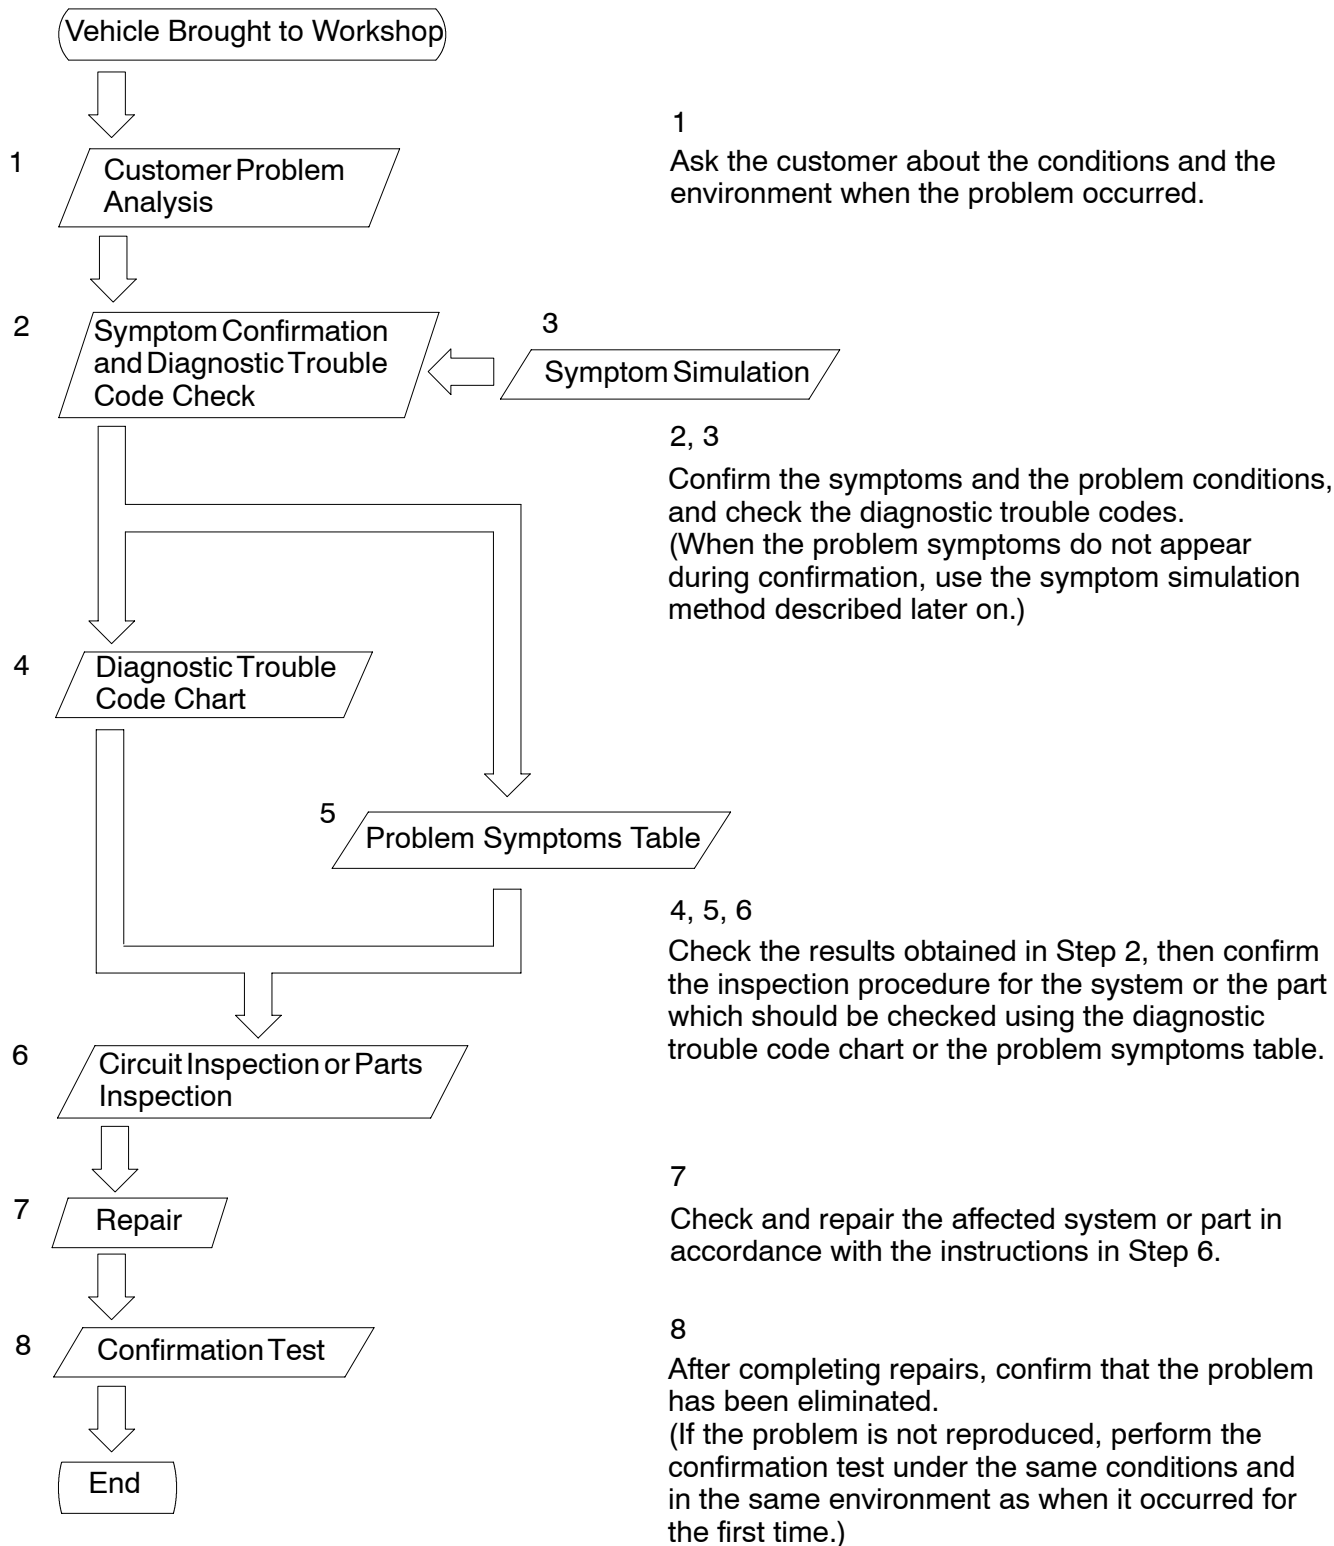 Vehicle Brought to Workshop
1
Customer Problem
Analysis
1
Ask the customer about the conditions and the
environment when the problem occurred.
2
Symptom Confirmation
and Diagnostic Trouble
Code Check
3
Symptom Simulation
2, 3
Confirm the symptoms and the problem conditions,
and check the diagnostic trouble codes.
(When the problem symptoms do not appear
during confirmation, use the symptom simulation
method described later on.)
4
Diagnostic Trouble
Code Chart
5
Problem Symptoms Table
4, 5, 6
Check the results obtained in Step 2, then confirm
the inspection procedure for the system or the part
which should be checked using the diagnostic
trouble code chart or the problem symptoms table.
6
Circuit Inspection or Parts
Inspection
7
Repair
7
Check and repair the affected system or part in
accordance with the instructions in Step 6.
8
Confirmation Test
8
After completing repairs, confirm that the problem
has been eliminated.
(If the problem is not reproduced, perform the
confirmation test under the same conditions and
in the same environment as when it occurred for
the first time.)
End